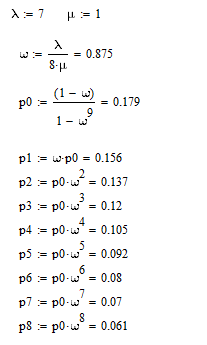 λ := 7 μ := 1
ω := λ / 8·μ = 0.875
p0 := (1 − ω) / 1 − ω^9 = 0.179
p1 := ω·p0 = 0.156
p2 := p0·ω^2 = 0.137
p3 := p0·ω^3 = 0.12
p4 := p0·ω^4 = 0.105
p5 := p0·ω^5 = 0.092
p6 := p0·ω^6 = 0.08
p7 := p0·ω^7 = 0.07
p8 := p0·ω^8 = 0.061